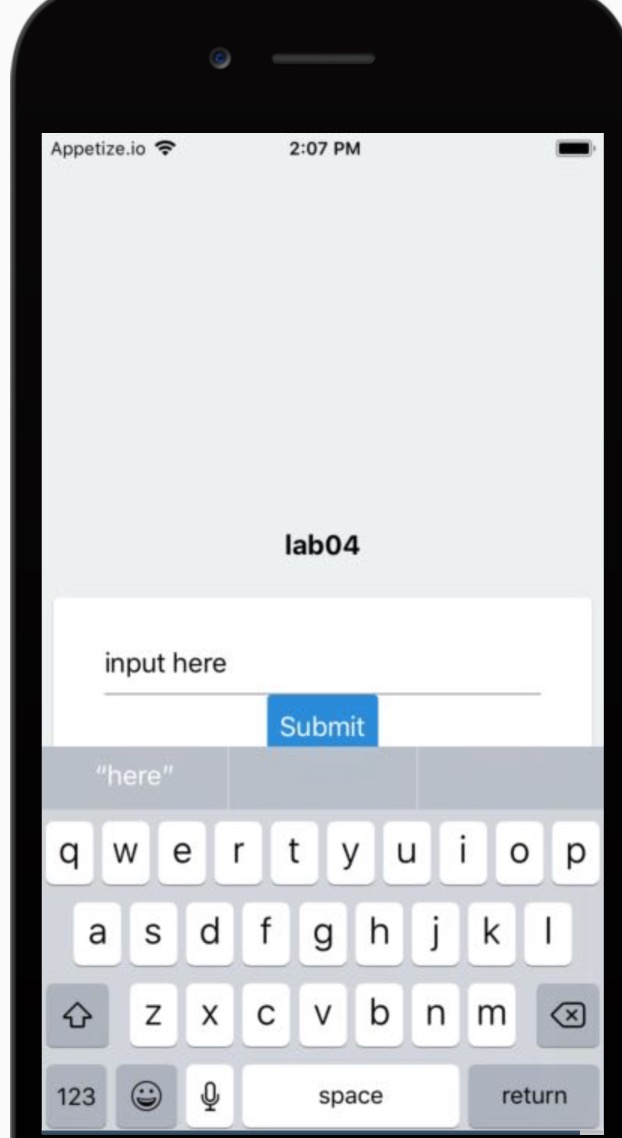 Appetize.io 2:07 PM
lab04
input here
Submit
“here”
q w e r t y u i o p
a s d f g h j k l
z x c v b n m
123 space return